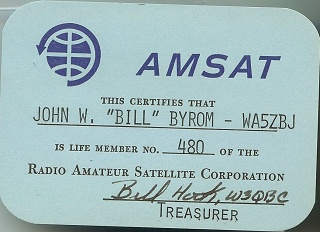 AMSAT
THIS CERTIFIES THAT
JOHN W. "BILL" BYROM - WA5ZBJ
IS LIFE MEMBER NO. 480 OF THE
RADIO AMATEUR SATELLITE CORPORATION
Bill Hook, W3QBC
TREASURER